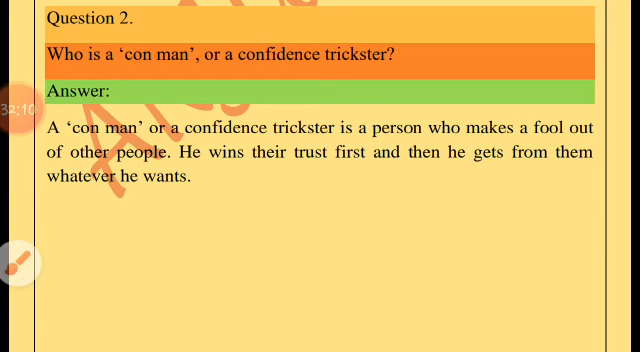 Question 2.
Who is a ‘con man’, or a confidence trickster?
Answer:
32:10
A ‘con man’ or a confidence trickster is a person who makes a fool out
of other people. He wins their trust first and then he gets from them
whatever he wants.